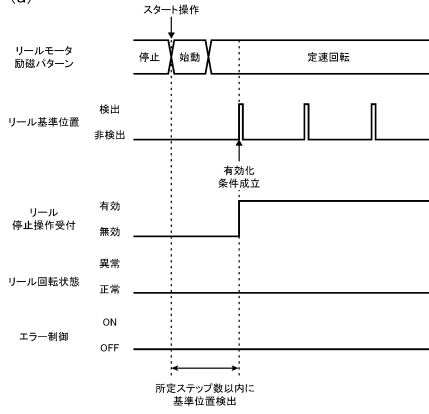 (a)
スタート操作
リールモータ
励磁パターン
停止
始動
定速回転
リール基準位置
検出
非検出
有効化
条件成立
リール
停止操作受付
有効
無効
リール回転状態
異常
正常
エラー制御
ON
OFF
所定ステップ数以内に
基準位置検出